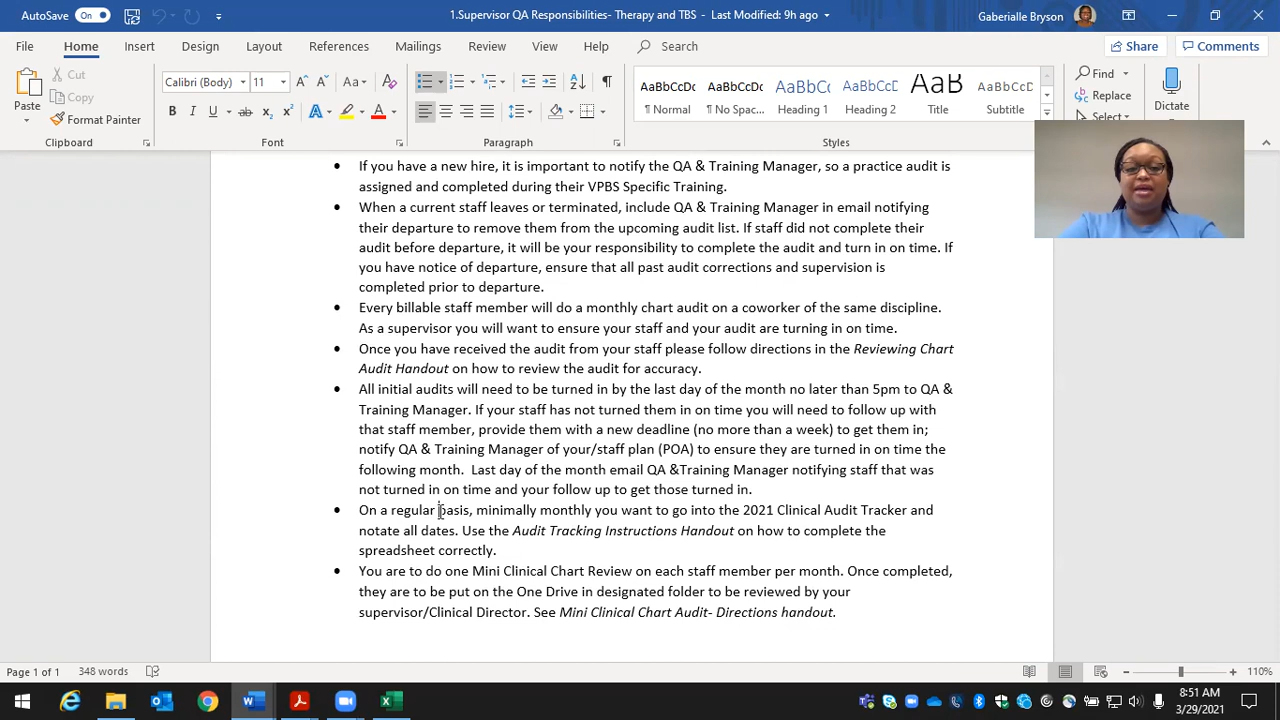 AutoSave On
1.Supervisor QA Responsibilities- Therapy and TBS - Last Modified: 9h ago
Gaberialle Bryson
File Home Insert Design Layout References Mailings Review View Help Search Share Comments
Paste
Cut
Copy
Format Painter
Calibri (Body) 11
AaBbCcDc AaBbCcDc AaBbCc AaBbCcD AaB AaBbCcD
¶ Normal ¶ No Spac... Heading 1 Heading 2 Title Subtitle
Find
Replace
Select
Dictate
Clipboard Font Paragraph Styles
• If you have a new hire, it is important to notify the QA & Training Manager, so a practice audit is
assigned and completed during their VPBS Specific Training.
• When a current staff leaves or terminated, include QA & Training Manager in email notifying
their departure to remove them from the upcoming audit list. If staff did not complete their
audit before departure, it will be your responsibility to complete the audit and turn in on time. If
you have notice of departure, ensure that all past audit corrections and supervision is
completed prior to departure.
• Every billable staff member will do a monthly chart audit on a coworker of the same discipline.
As a supervisor you will want to ensure your staff and your audit are turning in on time.
• Once you have received the audit from your staff please follow directions in the Reviewing Chart
Audit Handout on how to review the audit for accuracy.
• All initial audits will need to be turned in by the last day of the month no later than 5pm to QA &
Training Manager. If your staff has not turned them in on time you will need to follow up with
that staff member, provide them with a new deadline (no more than a week) to get them in;
notify QA & Training Manager of your/staff plan (POA) to ensure they are turned in on time the
following month. Last day of the month email QA &Training Manager notifying staff that was
not turned in on time and your follow up to get those turned in.
• On a regular basis, minimally monthly you want to go into the 2021 Clinical Audit Tracker and
notate all dates. Use the Audit Tracking Instructions Handout on how to complete the
spreadsheet correctly.
• You are to do one Mini Clinical Chart Review on each staff member per month. Once completed,
they are to be put on the One Drive in designated folder to be reviewed by your
supervisor/Clinical Director. See Mini Clinical Chart Audit- Directions handout.
Page 1 of 1 348 words 110%
8:51 AM
3/29/2021